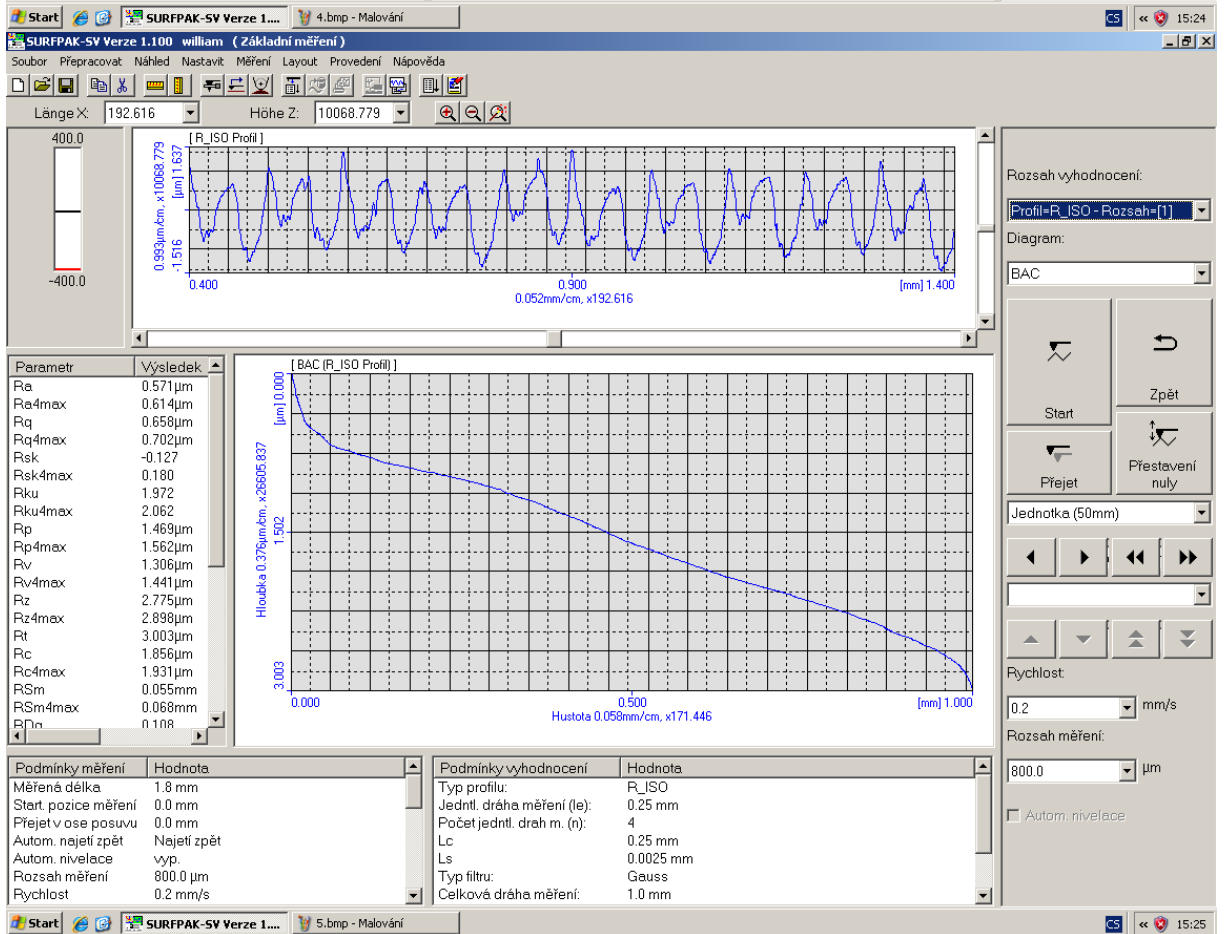 Start SURFPAK-SV Verze 1.... 4.bmp - Malování CS « 15:24
SURFPAK-SV Verze 1.100 william ( Základní měření )
Soubor Přepracovat Náhled Nastavit Měření Layout Provedení Nápověda
Länge X: 192.616 Höhe Z: 10068.779
400.0
-400.0
[ R_ISO Profil ]
0.993µm/cm, x10068.779
[µm] 1.637
-1.516
0.400 0.900 [mm] 1.400
0.052mm/cm, x192.616
Rozsah vyhodnocení:
Profil=R_ISO - Rozsah=[1]
Diagram:
BAC
Start
Zpět
Přejet
Přestavení
nuly
Jednotka (50mm)
Rychlost:
0.2 mm/s
Rozsah měření:
800.0 µm
Autom. nivelace
Parametr Výsledek
Ra 0.571µm
Ra4max 0.614µm
Rq 0.658µm
Rq4max 0.702µm
Rsk -0.127
Rsk4max 0.180
Rku 1.972
Rku4max 2.062
Rp 1.469µm
Rp4max 1.562µm
Rv 1.306µm
Rv4max 1.441µm
Rz 2.775µm
Rz4max 2.898µm
Rt 3.003µm
Rc 1.856µm
Rc4max 1.931µm
RSm 0.055mm
RSm4max 0.068mm
RDq 0.108
[ BAC (R_ISO Profil) ]
Hloubka 0.376µm/cm, x26605.837
[µm] 0.000
1.502
3.003
0.000 0.500 [mm] 1.000
Hustota 0.058mm/cm, x171.446
Podmínky měření Hodnota
Měřená délka 1.8 mm
Start. pozice měření 0.0 mm
Přejet v ose posuvu 0.0 mm
Autom. najetí zpět Najetí zpět
Autom. nivelace vyp.
Rozsah měření 800.0 µm
Rychlost 0.2 mm/s
Podmínky vyhodnocení Hodnota
Typ profilu: R_ISO
Jedntl. dráha měření (le): 0.25 mm
Počet jedntl. drah m. (n): 4
Lc 0.25 mm
Ls 0.0025 mm
Typ filtru: Gauss
Celková dráha měření: 1.0 mm
Start SURFPAK-SV Verze 1.... 5.bmp - Malování CS « 15:25